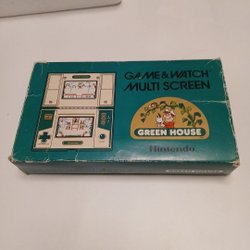 GAME & WATCH
MULTI SCREEN
GREEN HOUSE
Nintendo